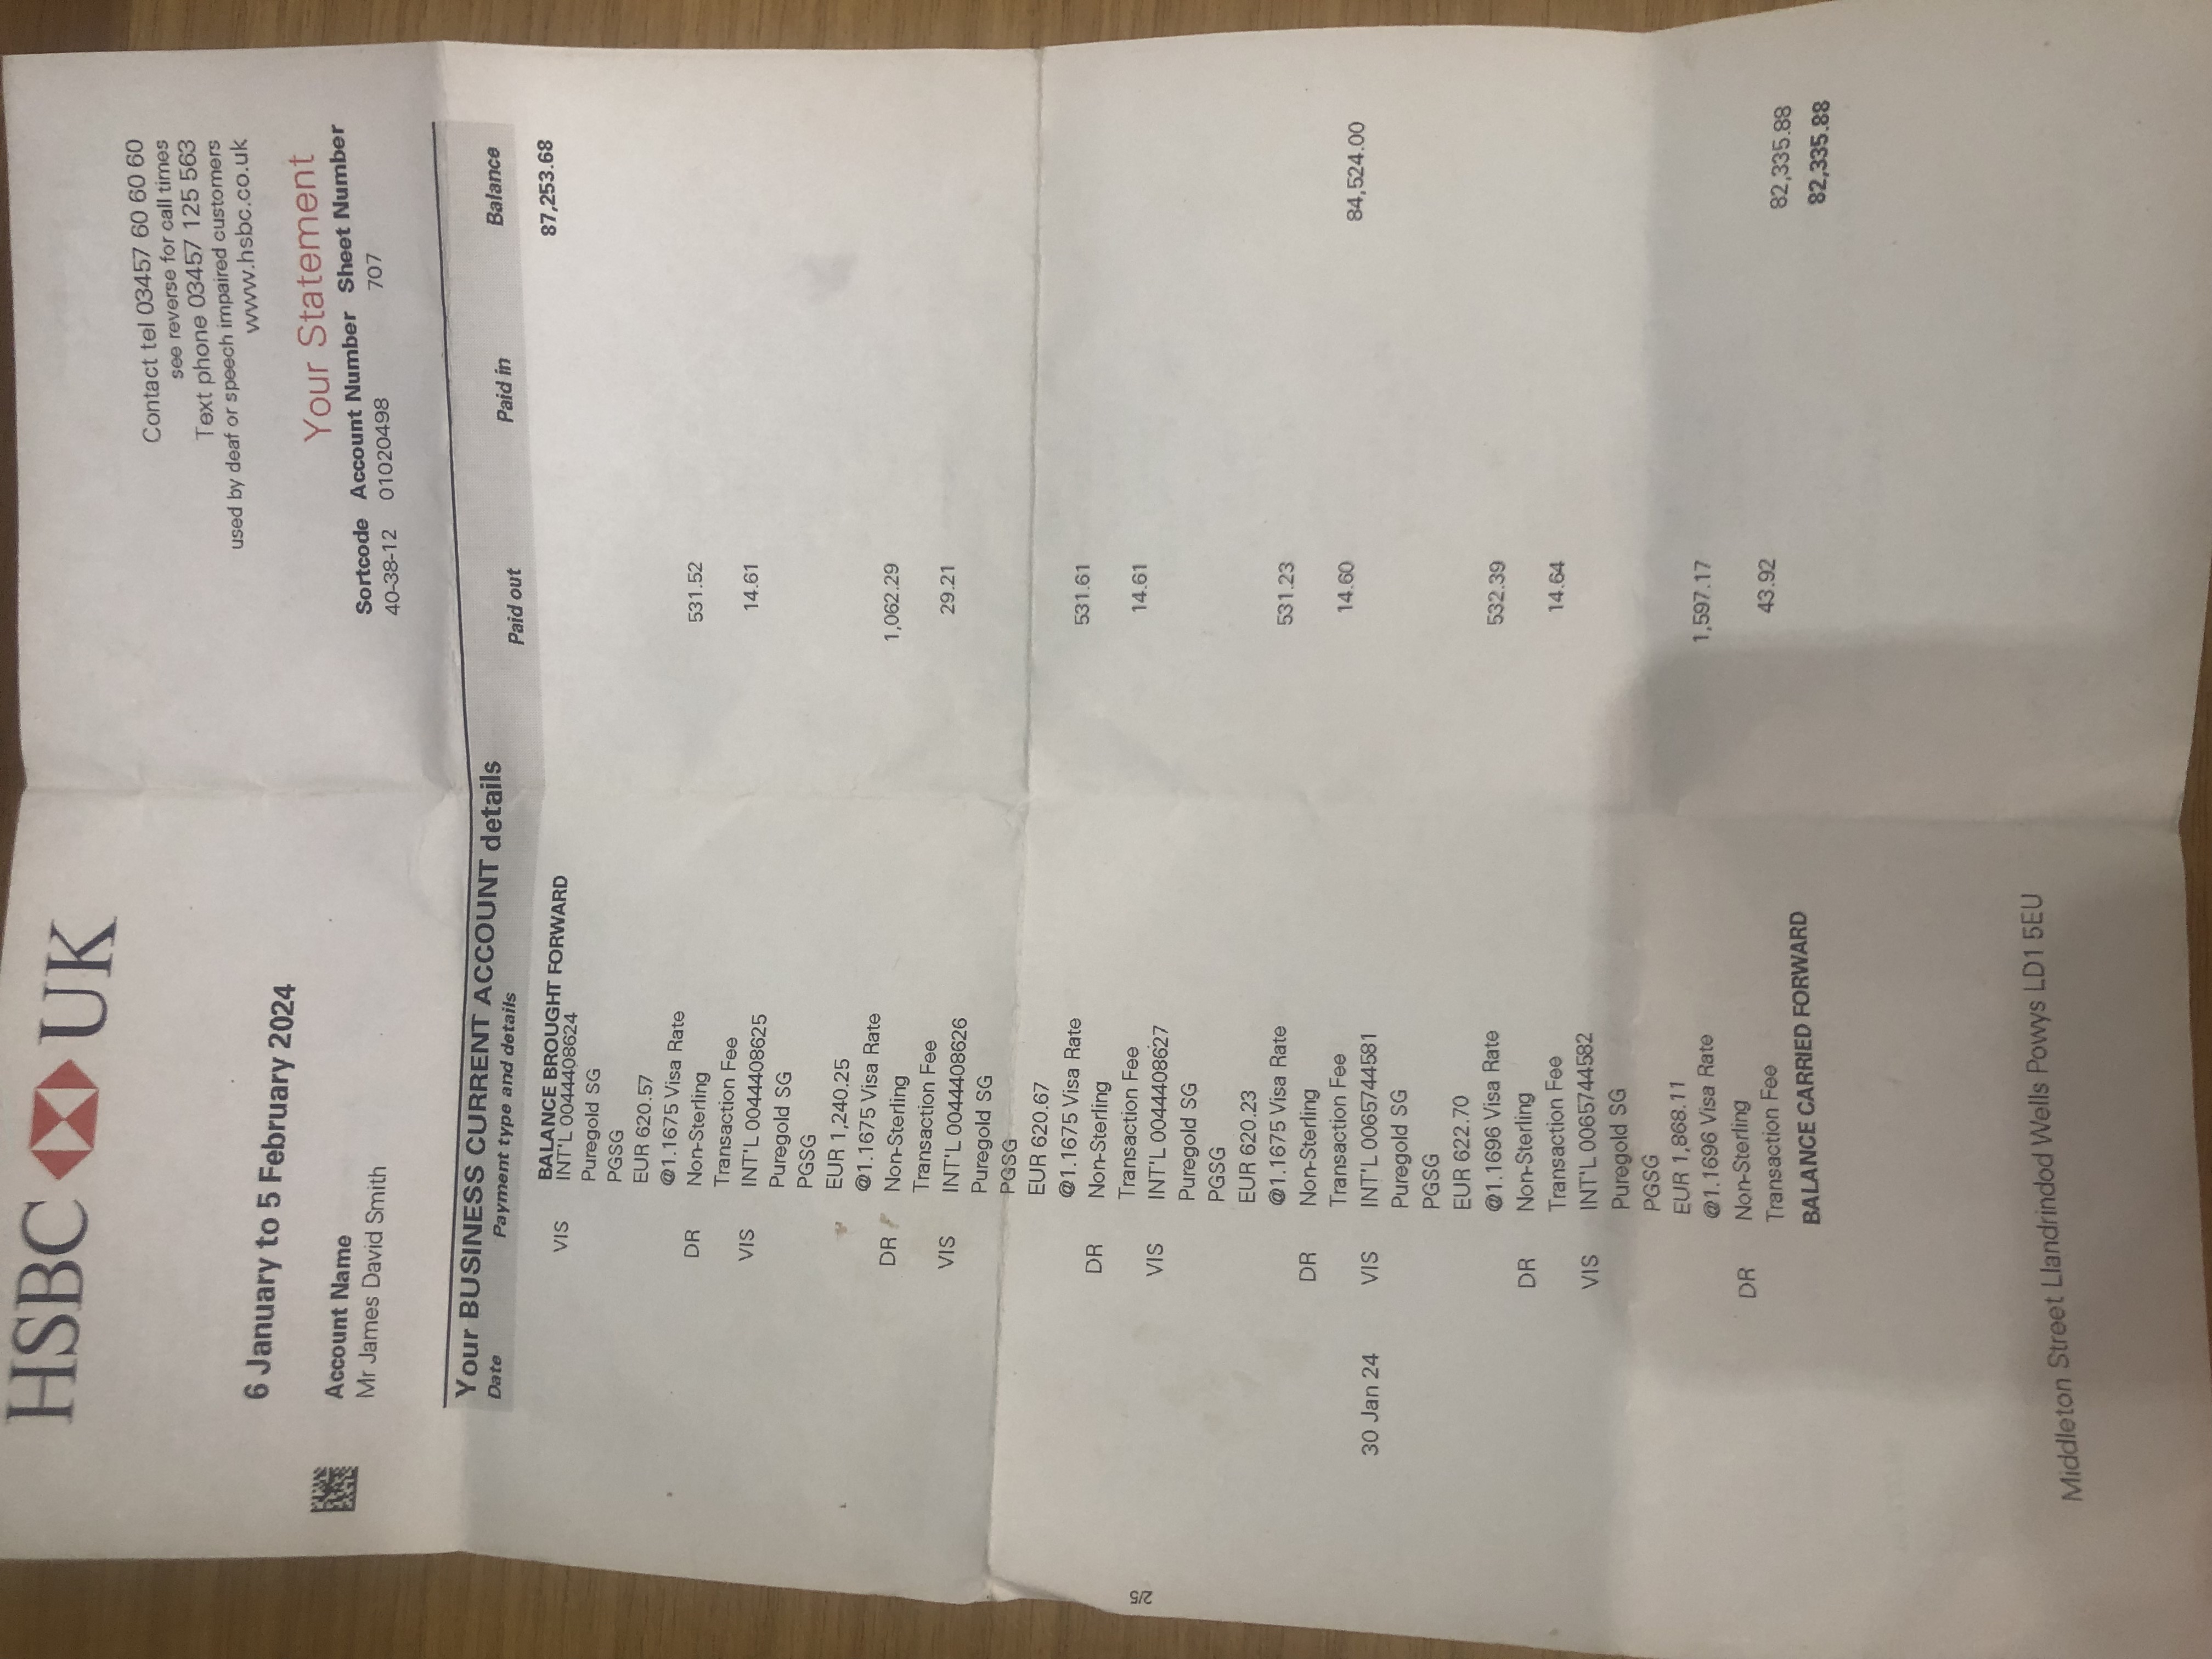 HSBC UK
Contact tel 03457 60 60 60
see reverse for call times
Text phone 03457 125 563
used by deaf or speech impaired customers
www.hsbc.co.uk
6 January to 5 February 2024
Your Statement
Account Name
Mr James David Smith
Sortcode Account Number Sheet Number
40-38-12 01020498 707
Your BUSINESS CURRENT ACCOUNT details
Date Payment type and details Paid out Paid in Balance
BALANCE BROUGHT FORWARD 87,253.68
VIS INT'L 0044408624
Puregold SG
PGSG
EUR 620.57
@1.1675 Visa Rate 531.52
DR Non-Sterling
Transaction Fee 14.61
VIS INT'L 0044408625
Puregold SG
PGSG
EUR 1,240.25
@1.1675 Visa Rate 1,062.29
DR Non-Sterling
Transaction Fee 29.21
VIS INT'L 0044408626
Puregold SG
PGSG
EUR 620.67
@1.1675 Visa Rate 531.61
DR Non-Sterling
Transaction Fee 14.61
VIS INT'L 0044408627
Puregold SG
PGSG
EUR 620.23
@1.1675 Visa Rate 531.23
DR Non-Sterling
Transaction Fee 14.60 84,524.00
30 Jan 24 VIS INT'L 0065744581
Puregold SG
PGSG
EUR 622.70
@1.1696 Visa Rate 532.39
DR Non-Sterling
Transaction Fee 14.64
VIS INT'L 0065744582
Puregold SG
PGSG
EUR 1,868.11
@1.1696 Visa Rate 1,597.17
DR Non-Sterling
Transaction Fee 43.92 82,335.88
BALANCE CARRIED FORWARD 82,335.88
2/5
Middleton Street Llandrindod Wells Powys LD1 5EU